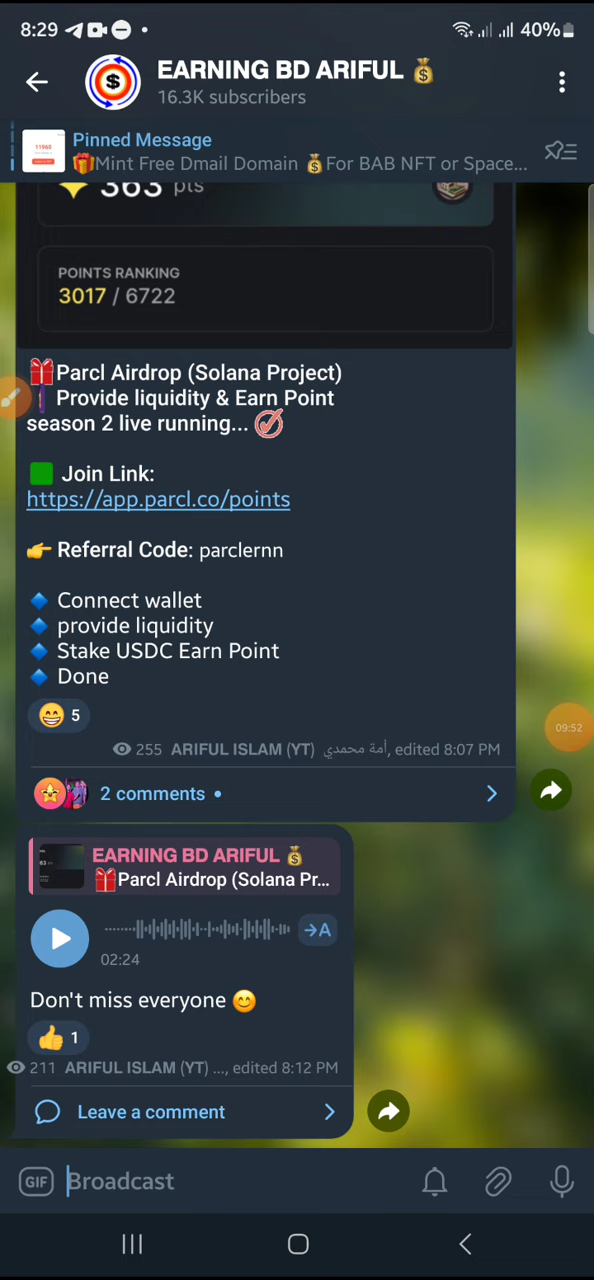 8:29
40%
EARNING BD ARIFUL 💰
16.3K subscribers
11960
Pinned Message
🎁Mint Free Dmail Domain 💰For BAB NFT or Space...
363 pts
POINTS RANKING
3017 / 6722
🎁Parcl Airdrop (Solana Project)
Provide liquidity & Earn Point
season 2 live running...
🟩 Join Link:
https://app.parcl.co/points
👉 Referral Code: parclernn
🔹 Connect wallet
🔹 provide liquidity
🔹 Stake USDC Earn Point
🔹 Done
😁 5
255 ARIFUL ISLAM (YT) أمة محمدي, edited 8:07 PM
2 comments
09:52
EARNING BD ARIFUL 💰
🎁Parcl Airdrop (Solana Pr...
→A
02:24
Don't miss everyone 😊
👍 1
211 ARIFUL ISLAM (YT) ..., edited 8:12 PM
Leave a comment
GIF
Broadcast